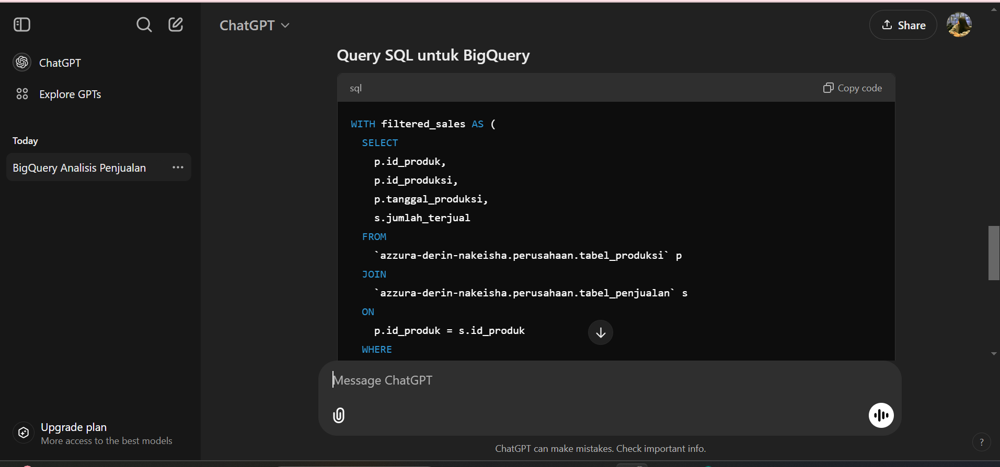 ChatGPT
Share
ChatGPT
Explore GPTs
Today
BigQuery Analisis Penjualan
Upgrade plan
More access to the best models
Query SQL untuk BigQuery
sql
Copy code
WITH filtered_sales AS (
SELECT
p.id_produk,
p.id_produksi,
p.tanggal_produksi,
s.jumlah_terjual
FROM
`azzura-derin-nakeisha.perusahaan.tabel_produksi` p
JOIN
`azzura-derin-nakeisha.perusahaan.tabel_penjualan` s
ON
p.id_produk = s.id_produk
WHERE
Message ChatGPT
ChatGPT can make mistakes. Check important info.
?